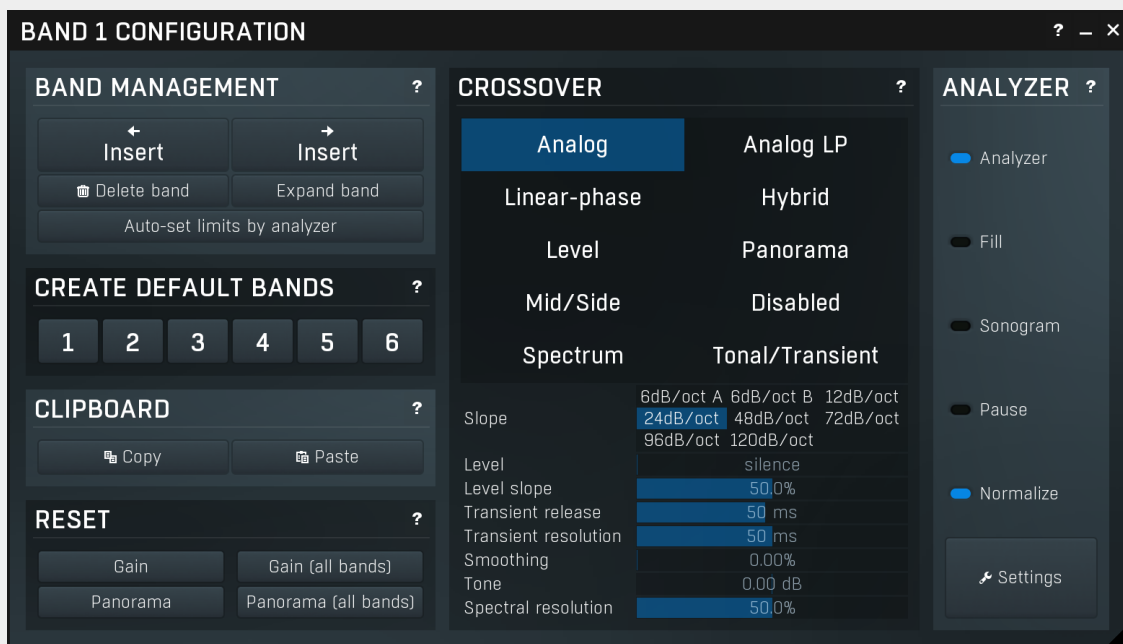 BAND 1 CONFIGURATION ? _ ×
BAND MANAGEMENT ?
← Insert
→ Insert
Delete band
Expand band
Auto-set limits by analyzer
CREATE DEFAULT BANDS ?
1 2 3 4 5 6
CLIPBOARD ?
Copy
Paste
RESET ?
Gain
Gain (all bands)
Panorama
Panorama (all bands)
CROSSOVER ?
Analog
Analog LP
Linear-phase
Hybrid
Level
Panorama
Mid/Side
Disabled
Spectrum
Tonal/Transient
Slope
6dB/oct A 6dB/oct B 12dB/oct
24dB/oct 48dB/oct 72dB/oct
96dB/oct 120dB/oct
Level silence
Level slope 50.0%
Transient release 50 ms
Transient resolution 50 ms
Smoothing 0.00%
Tone 0.00 dB
Spectral resolution 50.0%
ANALYZER ?
Analyzer
Fill
Sonogram
Pause
Normalize
Settings